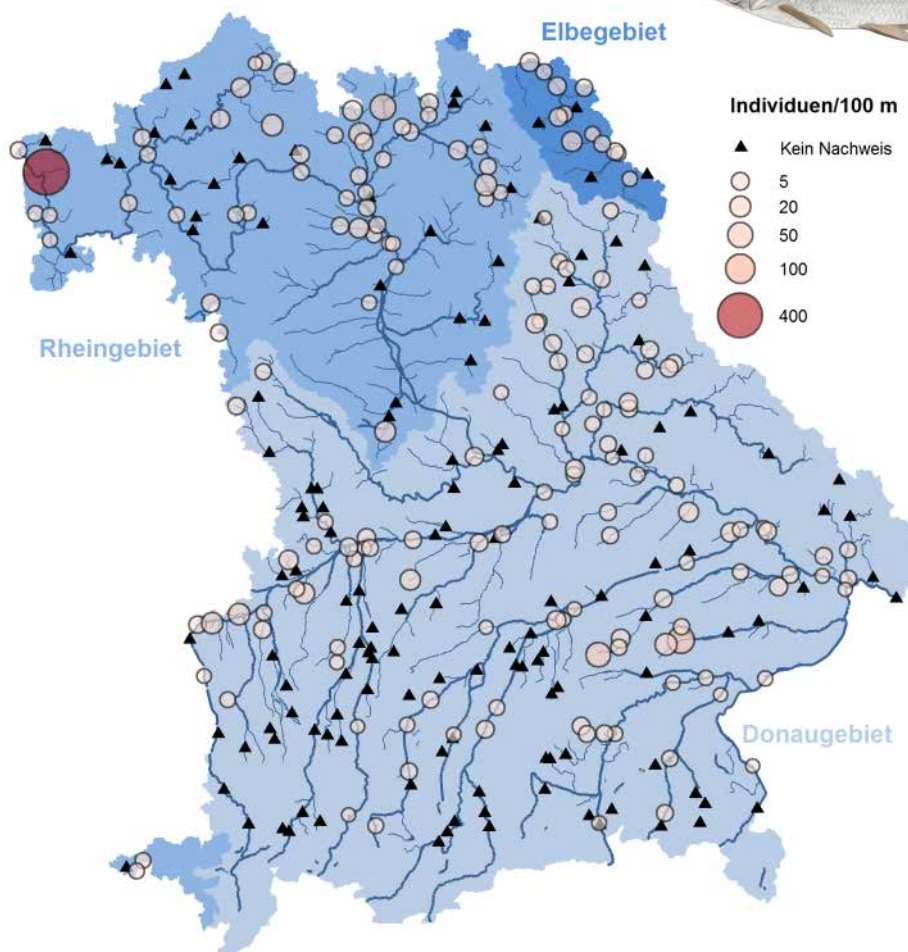 Elbegebiet
Individuen/100 m
Kein Nachweis
5
20
50
100
400
Rheingebiet
Donaugebiet